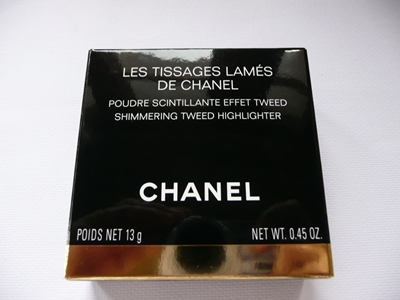 LES TISSAGES LAMÉS
DE CHANEL
POUDRE SCINTILLANTE EFFET TWEED
SHIMMERING TWEED HIGHLIGHTER
CHANEL
POIDS NET 13 g NET WT. 0.45 OZ.